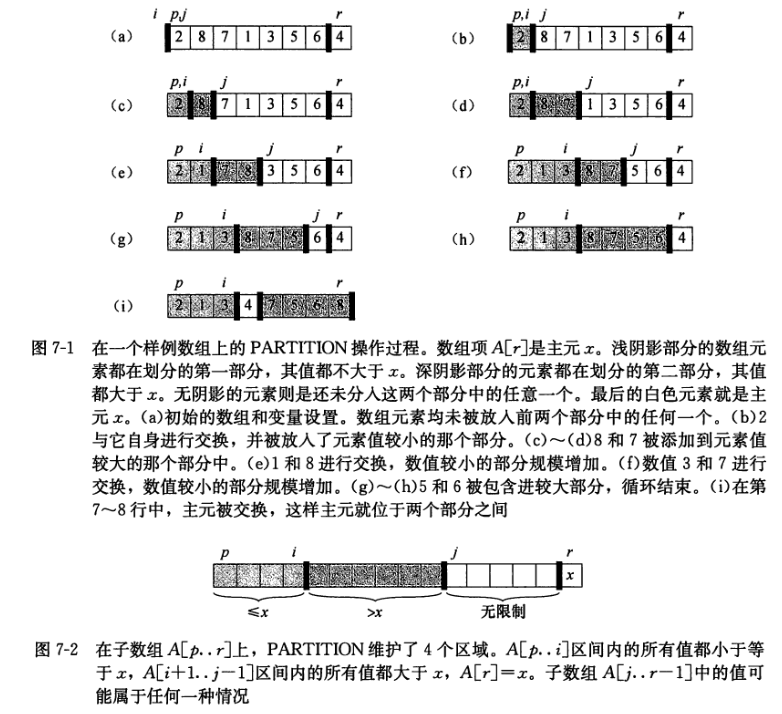 i p,j r
(a) 2 8 7 1 3 5 6 4
p,i j r
(b) 2 8 7 1 3 5 6 4
p,i j r
(c) 2 8 7 1 3 5 6 4
p,i j r
(d) 2 8 7 1 3 5 6 4
p i j r
(e) 2 1 7 8 3 5 6 4
p i j r
(f) 2 1 3 8 7 5 6 4
p i j r
(g) 2 1 3 8 7 5 6 4
p i r
(h) 2 1 3 8 7 5 6 4
p i r
(i) 2 1 3 4 7 5 6 8
图 7-1 在一个样例数组上的 PARTITION 操作过程。数组项 A[r]是主元 x。浅阴影部分的数组元
素都在划分的第一部分，其值都不大于 x。深阴影部分的元素都在划分的第二部分，其值
都大于 x。无阴影的元素则是还未分入这两个部分中的任意一个。最后的白色元素就是主
元 x。(a)初始的数组和变量设置。数组元素均未被放入前两个部分中的任何一个。(b)2
与它自身进行交换，并被放入了元素值较小的那个部分。(c)～(d)8 和 7 被添加到元素值
较大的那个部分中。(e)1 和 8 进行交换，数值较小的部分规模增加。(f)数值 3 和 7 进行
交换，数值较小的部分规模增加。(g)～(h)5 和 6 被包含进较大部分，循环结束。(i)在第
7～8 行中，主元被交换，这样主元就位于两个部分之间
p i j r
x
≤x >x 无限制
图 7-2 在子数组 A[p..r]上，PARTITION 维护了 4 个区域。A[p..i]区间内的所有值都小于等
于 x，A[i+1..j−1]区间内的所有值都大于 x，A[r]=x。子数组 A[j..r−1]中的值可
能属于任何一种情况